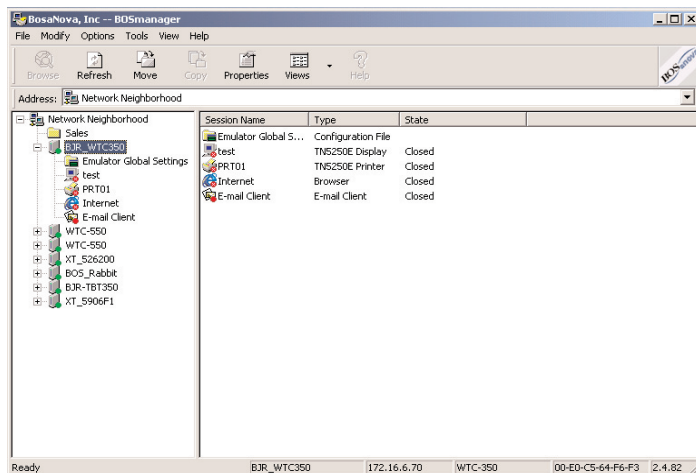 BosaNova, Inc -- BOSmanager
File Modify Options Tools View Help
Browse Refresh Move Copy Properties Views Help
BOSanova
Address: Network Neighborhood
Network Neighborhood
Sales
BJR_WTC350
Emulator Global Settings
test
PRT01
Internet
E-mail Client
WTC-550
WTC-550
XT_526200
BOS_Rabbit
BJR-TBT350
XT_5906F1
Session Name Type State
Emulator Global S... Configuration File
test TN5250E Display Closed
PRT01 TN5250E Printer Closed
Internet Browser Closed
E-mail Client E-mail Client Closed
Ready BJR_WTC350 172.16.6.70 WTC-350 00-E0-C5-64-F6-F3 2.4.82